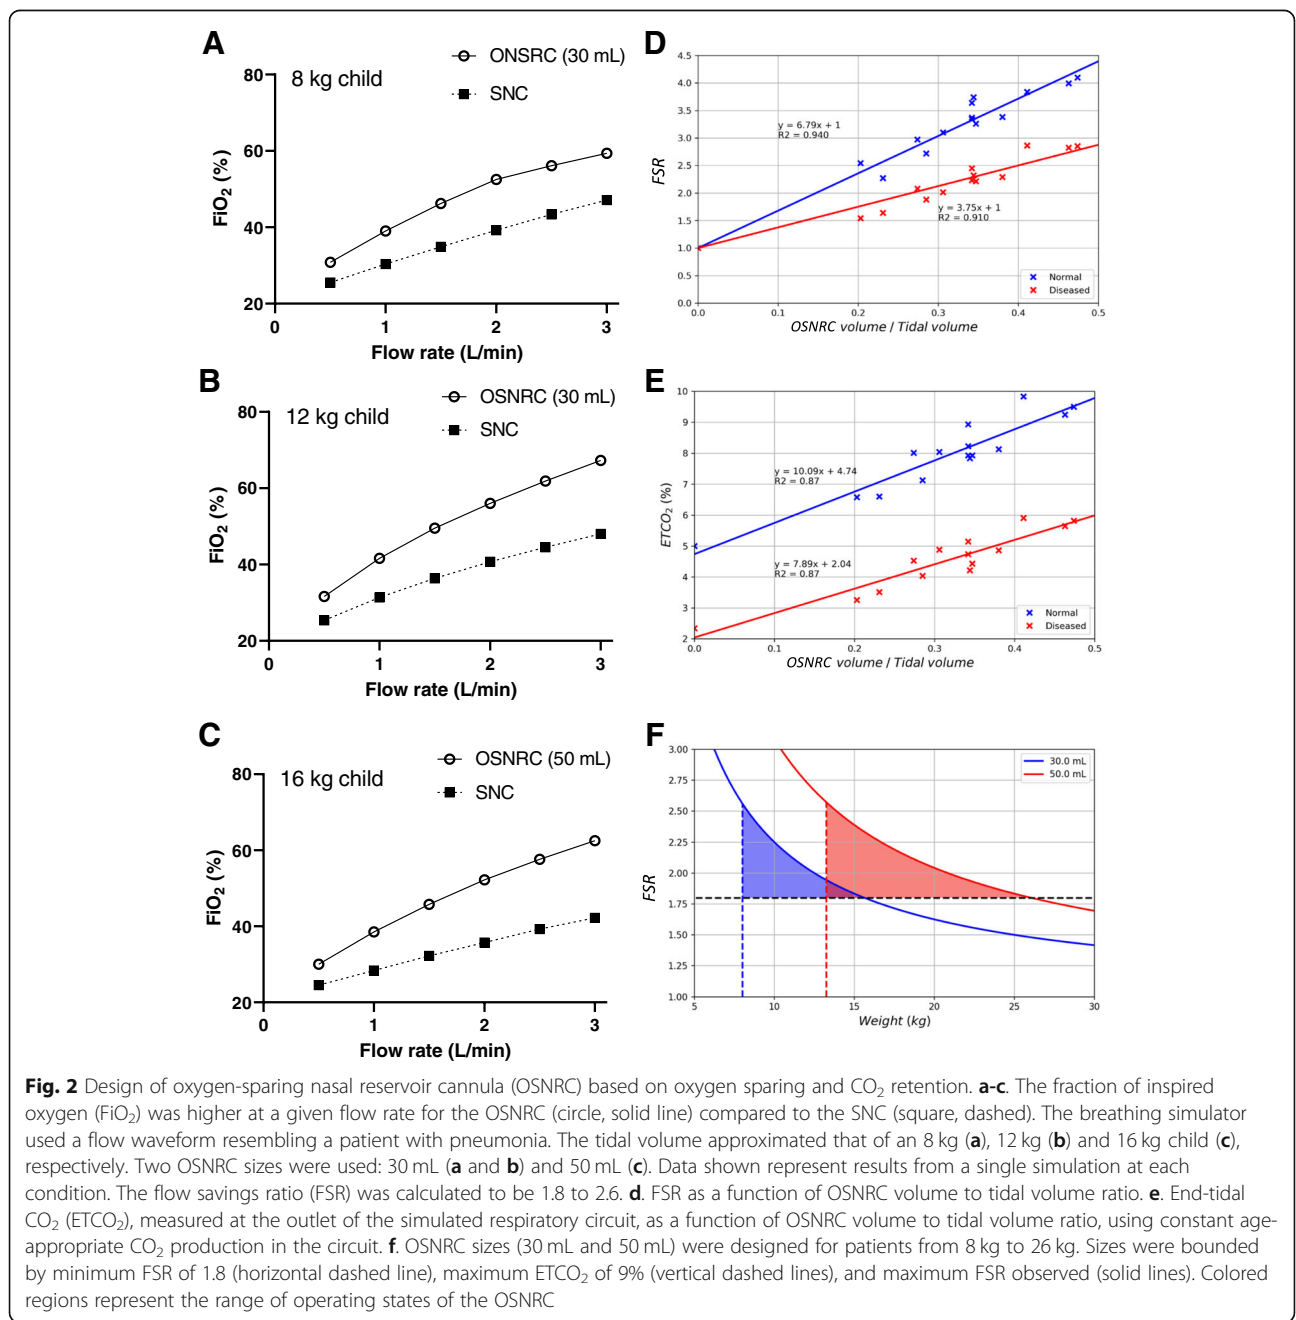 A
8 kg child
ONSRC (30 mL)
SNC
FiO2 (%)
80
60
40
20
0
1
2
3
Flow rate (L/min)
B
12 kg child
OSNRC (30 mL)
SNC
FiO2 (%)
80
60
40
20
0
1
2
3
Flow rate (L/min)
C
16 kg child
OSNRC (50 mL)
SNC
FiO2 (%)
80
60
40
20
0
1
2
3
Flow rate (L/min)
D
FSR
4.5
4.0
3.5
3.0
2.5
2.0
1.5
1.0
0.5
0.0
y = 6.79x + 1
R2 = 0.940
y = 3.75x + 1
R2 = 0.910
Normal
Diseased
0.0
0.1
0.2
0.3
0.4
0.5
OSNRC volume / Tidal volume
E
ETCO2 (%)
10
9
8
7
6
5
4
3
2
y = 10.09x + 4.74
R2 = 0.87
y = 7.89x + 2.04
R2 = 0.87
Normal
Diseased
0.0
0.1
0.2
0.3
0.4
0.5
OSNRC volume / Tidal volume
F
FSR
3.00
2.75
2.50
2.25
2.00
1.75
1.50
1.25
1.00
30.0 mL
50.0 mL
5
10
15
20
25
30
Weight (kg)
Fig. 2 Design of oxygen-sparing nasal reservoir cannula (OSNRC) based on oxygen sparing and CO2 retention. a-c. The fraction of inspired
oxygen (FiO2) was higher at a given flow rate for the OSNRC (circle, solid line) compared to the SNC (square, dashed). The breathing simulator
used a flow waveform resembling a patient with pneumonia. The tidal volume approximated that of an 8 kg (a), 12 kg (b) and 16 kg child (c),
respectively. Two OSNRC sizes were used: 30 mL (a and b) and 50 mL (c). Data shown represent results from a single simulation at each
condition. The flow savings ratio (FSR) was calculated to be 1.8 to 2.6. d. FSR as a function of OSNRC volume to tidal volume ratio. e. End-tidal
CO2 (ETCO2), measured at the outlet of the simulated respiratory circuit, as a function of OSNRC volume to tidal volume ratio, using constant age-
appropriate CO2 production in the circuit. f. OSNRC sizes (30 mL and 50 mL) were designed for patients from 8 kg to 26 kg. Sizes were bounded
by minimum FSR of 1.8 (horizontal dashed line), maximum ETCO2 of 9% (vertical dashed lines), and maximum FSR observed (solid lines). Colored
regions represent the range of operating states of the OSNRC